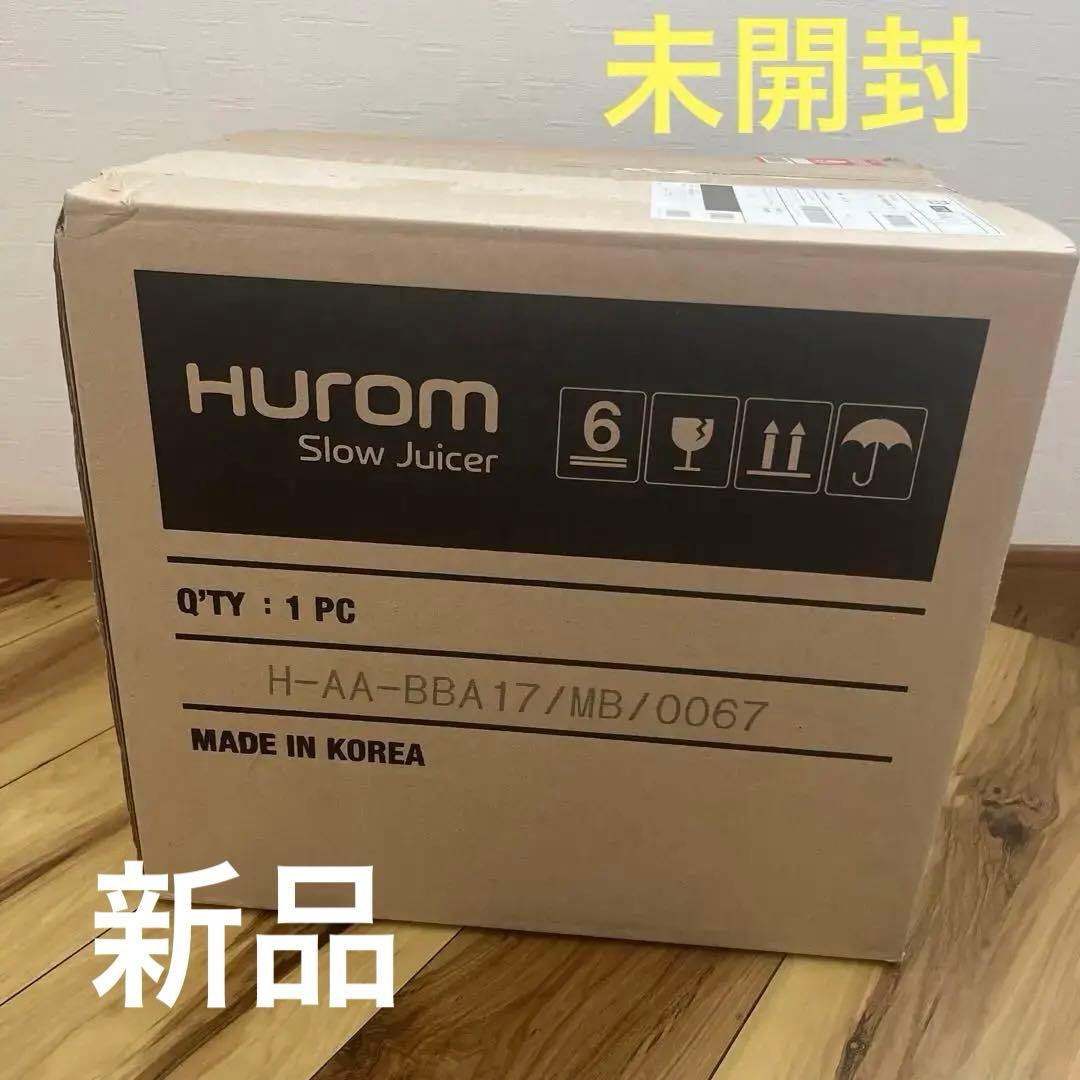 未開封
Hurom
Slow Juicer
6
Q'TY : 1 PC
H-AA-BBA17/MB/0067
MADE IN KOREA
新品